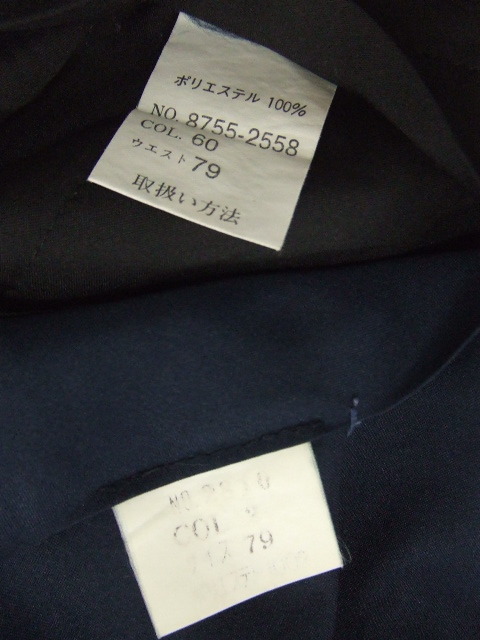 ポリエステル 100%
NO. 8755-2558
COL. 60
ウエスト 79
取扱い方法
NO.
COL
79